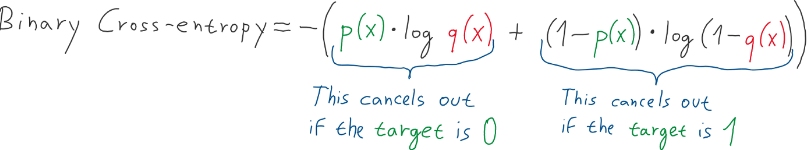 Binary Cross-entropy = -(p(x)·log q(x) + (1-p(x))·log(1-q(x)))
This cancels out
if the target is 0
This cancels out
if the target is 1